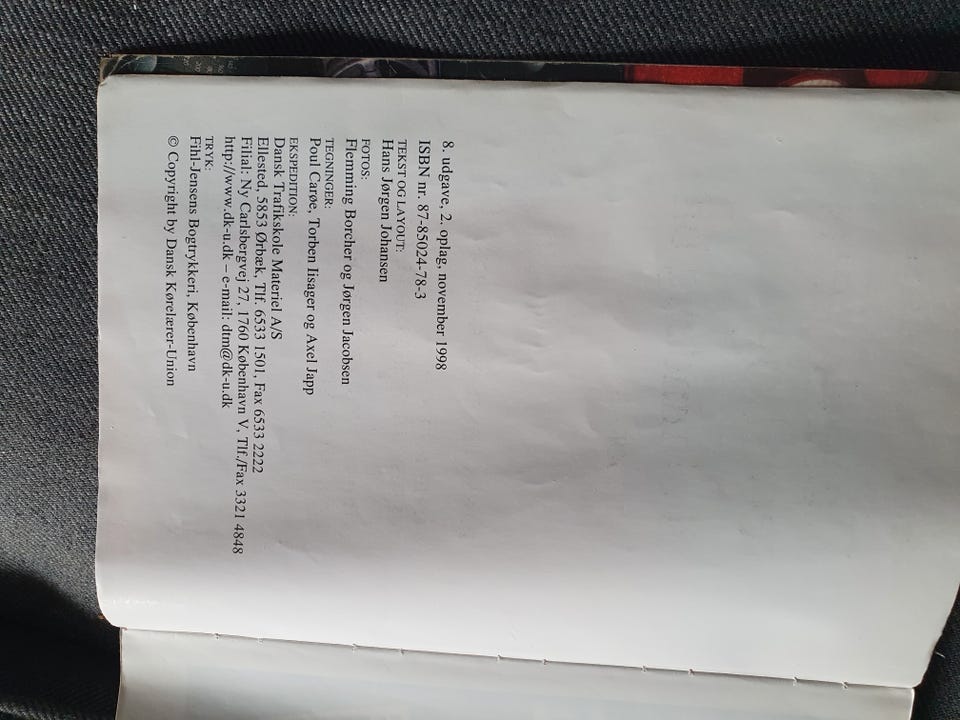 8. udgave, 2. oplag, november 1998
ISBN nr. 87-85024-78-3
TEKST OG LAYOUT:
Hans Jørgen Johansen
FOTOS:
Flemming Borcher og Jørgen Jacobsen
TEGNINGER:
Poul Carøe, Torben Iisager og Axel Japp
EKSPEDITION:
Dansk Trafikskole Materiel A/S
Ellested, 5853 Ørbæk, Tlf. 6533 1501, Fax 6533 2222
Filial: Ny Carlsbergvej 27, 1760 København V, Tlf./Fax 3321 4848
http://www.dk-u.dk – e-mail: dtm@dk-u.dk
TRYK:
Fihl-Jensens Bogtrykkeri, København
© Copyright by Dansk Kørelærer-Union